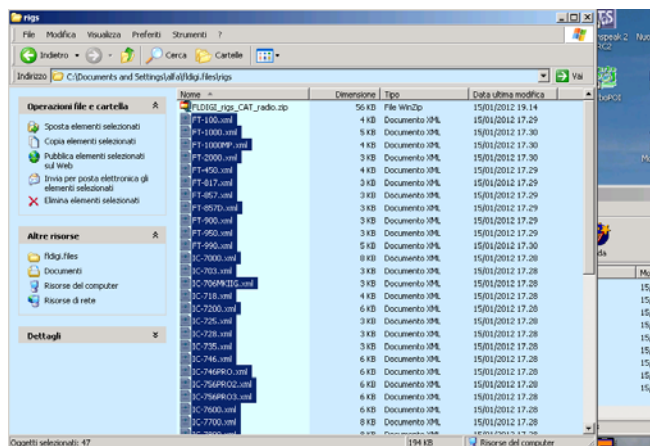 rigs
File Modifica Visualizza Preferiti Strumenti ?
Indietro Cerca Cartelle
Indirizzo C:\Documents and Settings\alfa\fldigi.files\rigs Vai
Nome Dimensione Tipo Data ultima modifica
Operazioni file e cartella
Sposta elementi selezionati
Copia elementi selezionati
Pubblica elementi selezionati
sul Web
Invia per posta elettronica gli
elementi selezionati
Elimina elementi selezionati
Altre risorse
fldigi.files
Documenti
Risorse del computer
Risorse di rete
Dettagli
FLDIGI_rigs_CAT_radio.zip 56 KB File WinZip 15/01/2012 19.14
FT-100.xml 4 KB Documento XML 15/01/2012 17.29
FT-1000.xml 5 KB Documento XML 15/01/2012 17.30
FT-1000MP.xml 4 KB Documento XML 15/01/2012 17.30
FT-2000.xml 3 KB Documento XML 15/01/2012 17.30
FT-450.xml 4 KB Documento XML 15/01/2012 17.29
FT-817.xml 3 KB Documento XML 15/01/2012 17.29
FT-857.xml 3 KB Documento XML 15/01/2012 17.29
FT-857D.xml 3 KB Documento XML 15/01/2012 17.29
FT-900.xml 3 KB Documento XML 15/01/2012 17.29
FT-950.xml 3 KB Documento XML 15/01/2012 17.29
FT-990.xml 5 KB Documento XML 15/01/2012 17.30
IC-7000.xml 8 KB Documento XML 15/01/2012 17.28
IC-703.xml 3 KB Documento XML 15/01/2012 17.28
IC-706MKIIG.xml 3 KB Documento XML 15/01/2012 17.28
IC-718.xml 4 KB Documento XML 15/01/2012 17.28
IC-7200.xml 6 KB Documento XML 15/01/2012 17.28
IC-725.xml 3 KB Documento XML 15/01/2012 17.28
IC-728.xml 3 KB Documento XML 15/01/2012 17.28
IC-735.xml 3 KB Documento XML 15/01/2012 17.28
IC-746.xml 6 KB Documento XML 15/01/2012 17.28
IC-746PRO.xml 6 KB Documento XML 15/01/2012 17.28
IC-756PRO2.xml 6 KB Documento XML 15/01/2012 17.28
IC-756PRO3.xml 6 KB Documento XML 15/01/2012 17.28
IC-7600.xml 6 KB Documento XML 15/01/2012 17.28
IC-7700.xml 8 KB Documento XML 15/01/2012 17.28
Oggetti selezionati: 47 194 KB Risorse del computer